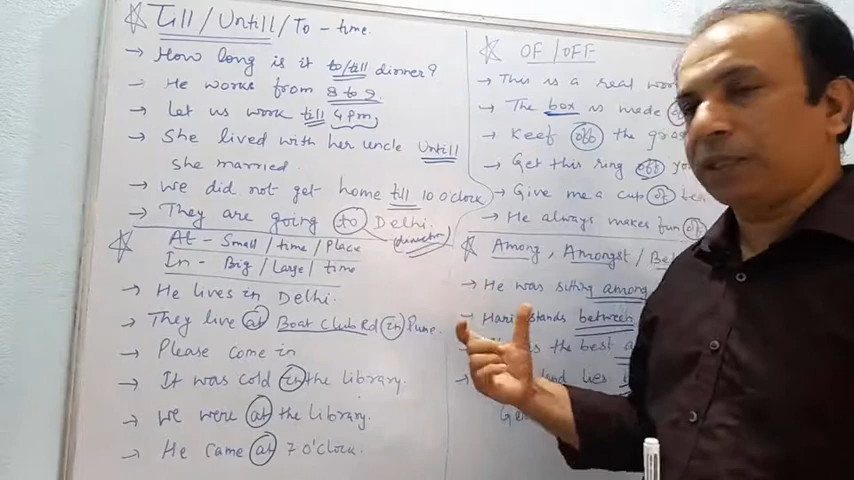 Till / Untill / To - time.
→ How long is it to/till dinner?
→ He works from 8 to 9.
→ Let us work till 4 pm.
→ She lived with her uncle Untill
she married.
→ We did not get home till 10 o'clock
→ They are going to Delhi.
(direction)
At - Small / time / Place
In - Big / Large / time
→ He lives in Delhi.
→ They live at Boat Club Rd in Pune.
→ Please come in
→ It was cold in the library.
→ We were at the library.
→ He came at 7 o'clock.
OF / OFF
→ This is a real
→ The box is made
→ Keep off the
→ Get this ring off
→ Give me a cup of
→ He always makes fun of
Among, Amongst /
→ He was sitting among
→ Hari stands between
the best
lies